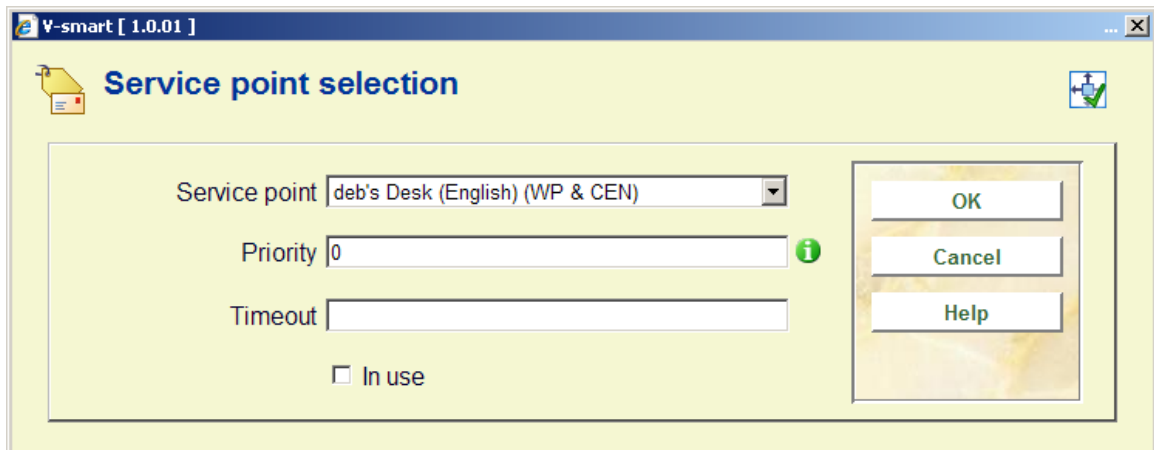 V-smart [ 1.0.01 ]
...
Service point selection
Service point deb's Desk (English) (WP & CEN)
OK
Priority 0
Cancel
Timeout
Help
In use